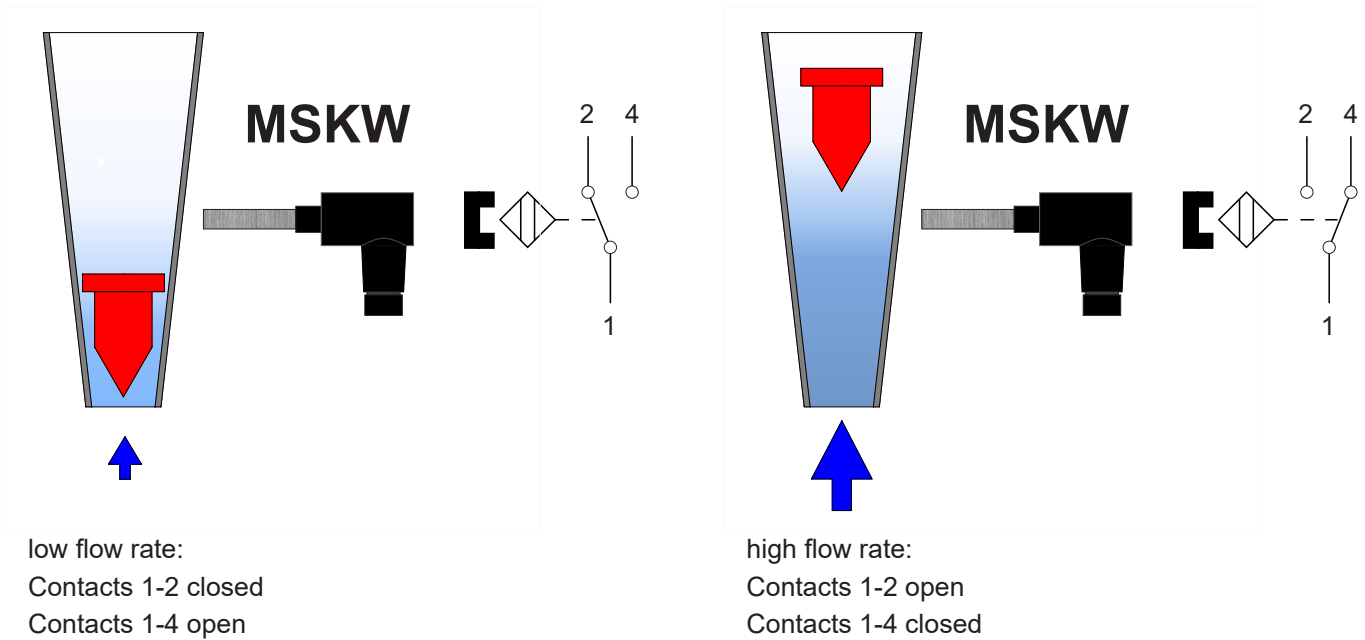 MSKW
2 4
1
low flow rate:
Contacts 1-2 closed
Contacts 1-4 open
MSKW
2 4
1
high flow rate:
Contacts 1-2 open
Contacts 1-4 closed